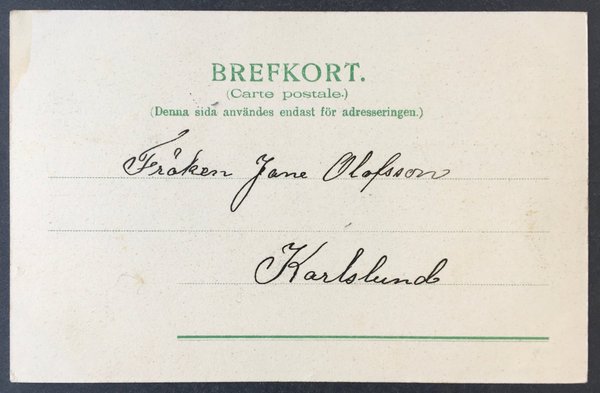 BREFKORT.
(Carte postale.)
(Denna sida användes endast för adresseringen.)
Fröken Jane Olofsson
Karlslund